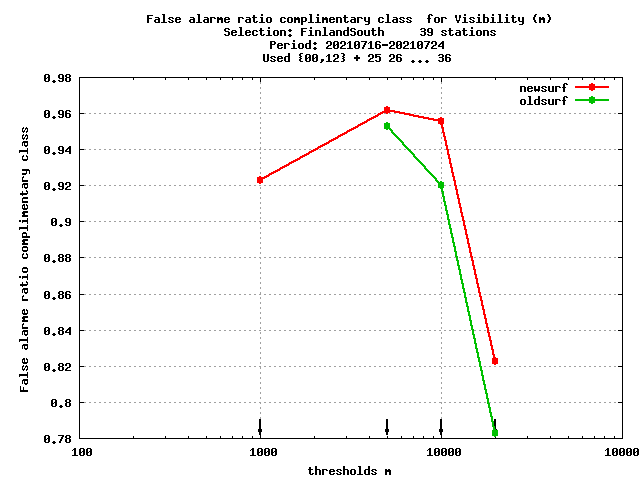 False alarme ratio complimentary class  for Visibility (m)
Selection: FinlandSouth     39 stations
Period: 20210716-20210724
Used {00,12} + 25 26 ... 36
newsurf
oldsurf
False alarme ratio complimentary class
0.98
0.96
0.94
0.92
0.9
0.88
0.86
0.84
0.82
0.8
0.78
100
1000
10000
10000
thresholds m